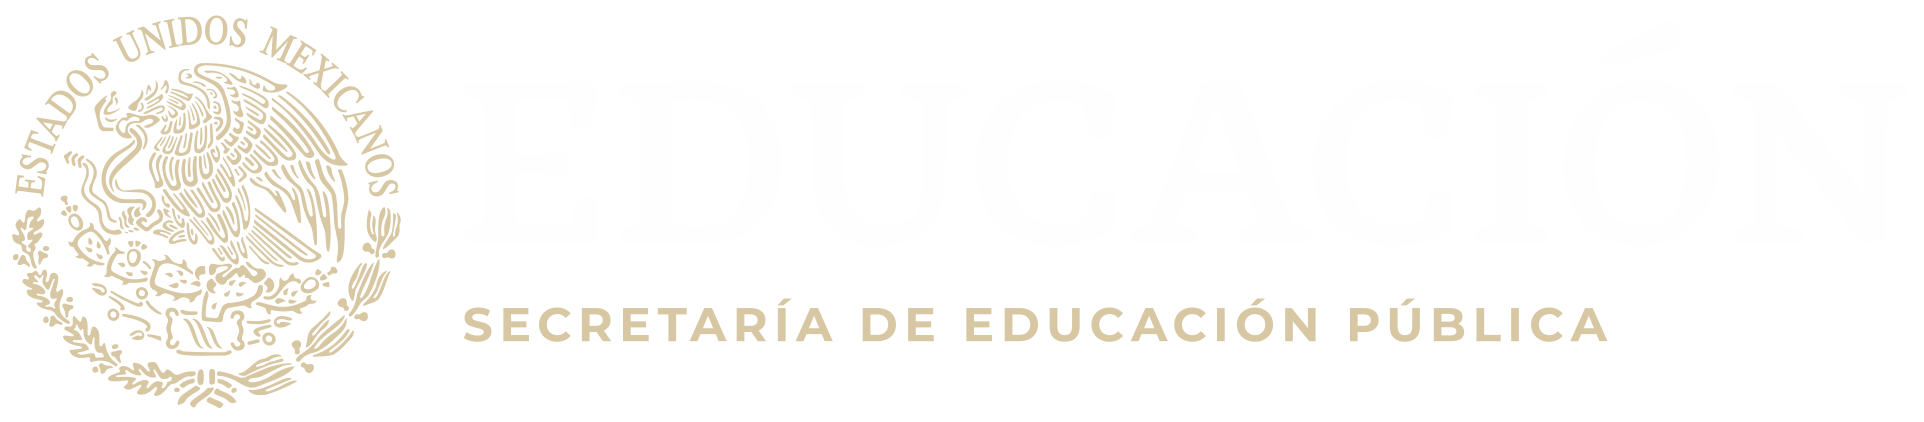 ESTADOS UNIDOS MEXICANOS
EDUCACIÓN
SECRETARÍA DE EDUCACIÓN PÚBLICA